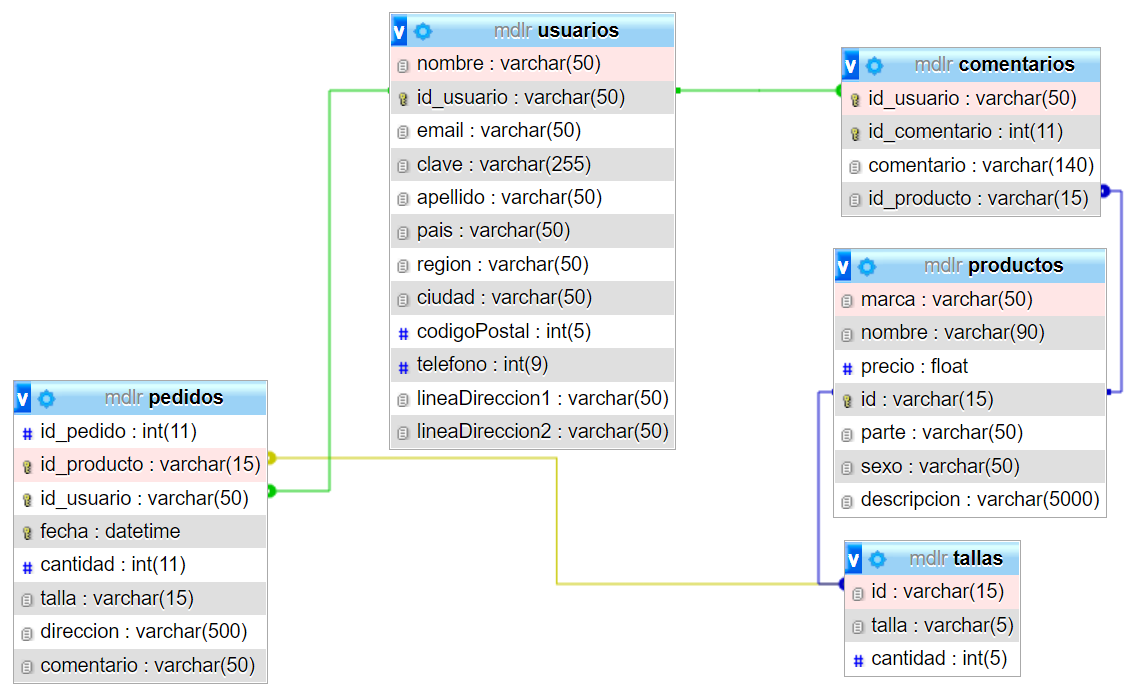 v mdlr usuarios
nombre : varchar(50)
id_usuario : varchar(50)
email : varchar(50)
clave : varchar(255)
apellido : varchar(50)
pais : varchar(50)
region : varchar(50)
ciudad : varchar(50)
# codigoPostal : int(5)
# telefono : int(9)
lineaDireccion1 : varchar(50)
lineaDireccion2 : varchar(50)
v mdlr comentarios
id_usuario : varchar(50)
id_comentario : int(11)
comentario : varchar(140)
id_producto : varchar(15)
v mdlr productos
marca : varchar(50)
nombre : varchar(90)
# precio : float
id : varchar(15)
parte : varchar(50)
sexo : varchar(50)
descripcion : varchar(5000)
v mdlr pedidos
# id_pedido : int(11)
id_producto : varchar(15)
id_usuario : varchar(50)
fecha : datetime
# cantidad : int(11)
talla : varchar(15)
direccion : varchar(500)
comentario : varchar(50)
v mdlr tallas
id : varchar(15)
talla : varchar(5)
# cantidad : int(5)